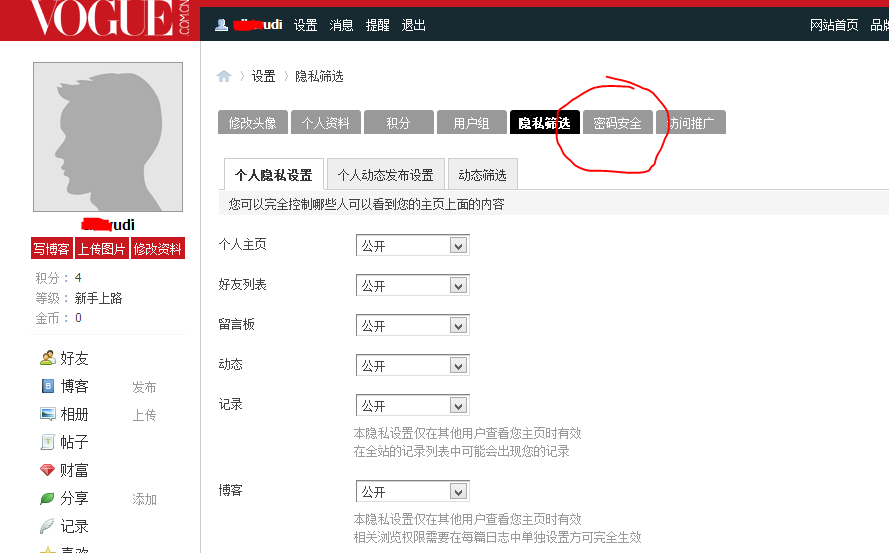 VOGUE
COM.CN
udi 设置 消息 提醒 退出
网站首页
设置 隐私筛选
修改头像 个人资料 积分 用户组 隐私筛选 密码安全 访问推广
个人隐私设置 个人动态发布设置 动态筛选
您可以完全控制哪些人可以看到您的主页上面的内容
udi
写博客 上传图片 修改资料
积分： 4
等级： 新手上路
金币： 0
好友
博客 发布
相册 上传
帖子
财富
分享 添加
记录
个人主页 公开
好友列表 公开
留言板 公开
动态 公开
记录 公开
本隐私设置仅在其他用户查看您主页时有效
在全站的记录列表中可能会出现您的记录
博客 公开
本隐私设置仅在其他用户查看您主页时有效
相关浏览权限需要在每篇日志中单独设置方可完全生效